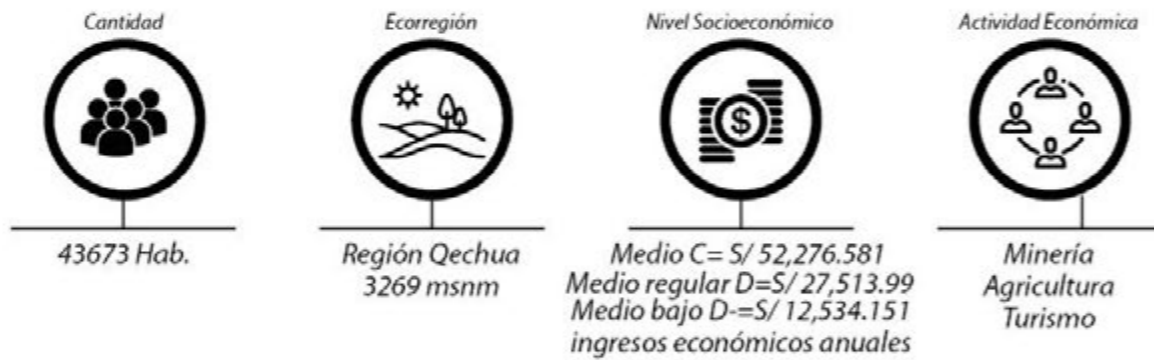 Cantidad
43673 Hab.
Ecorregión
Región Qechua
3269 msnm
Nivel Socioeconómico
$
Medio C= S/ 52,276.581
Medio regular D=S/ 27,513.99
Medio bajo D-=S/ 12,534.151
ingresos económicos anuales
Actividad Económica
Minería
Agricultura
Turismo